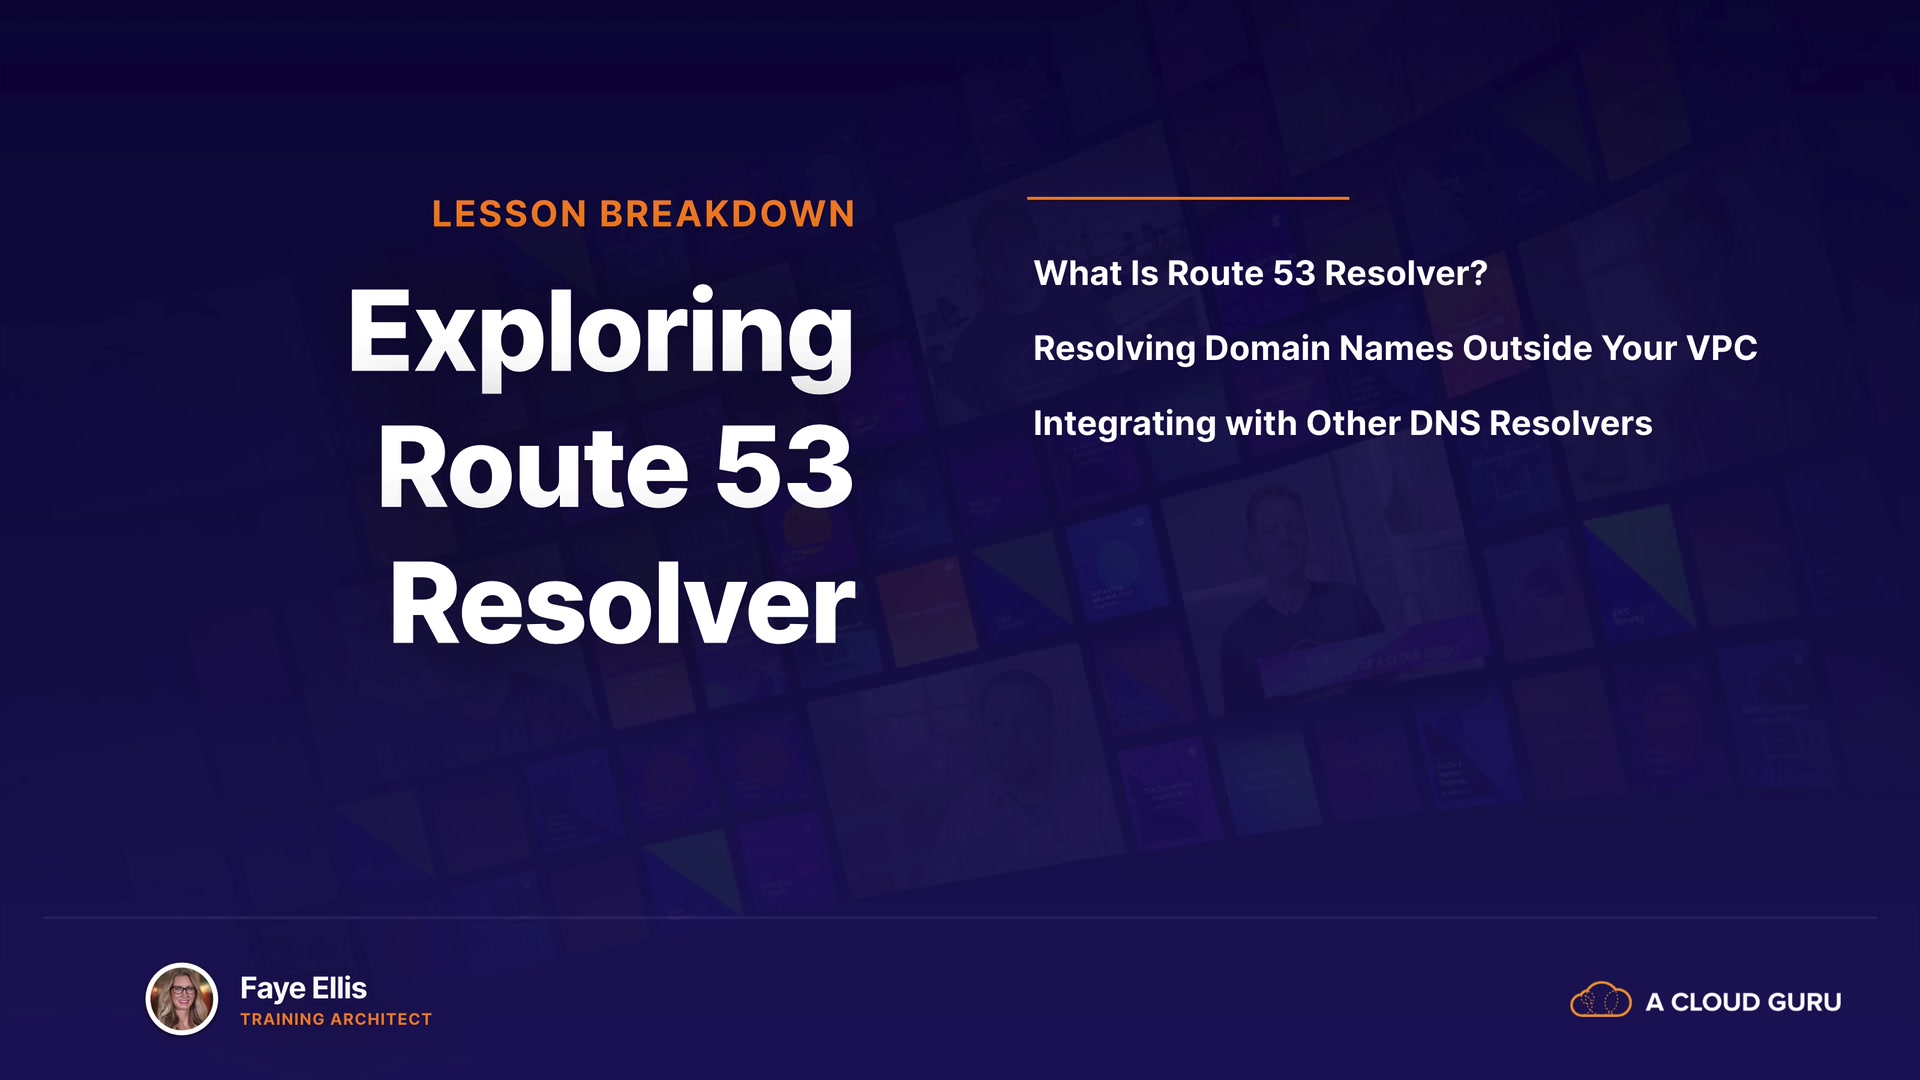 LESSON BREAKDOWN
Exploring
Route 53
Resolver
What Is Route 53 Resolver?
Resolving Domain Names Outside Your VPC
Integrating with Other DNS Resolvers
Faye Ellis
TRAINING ARCHITECT
A CLOUD GURU